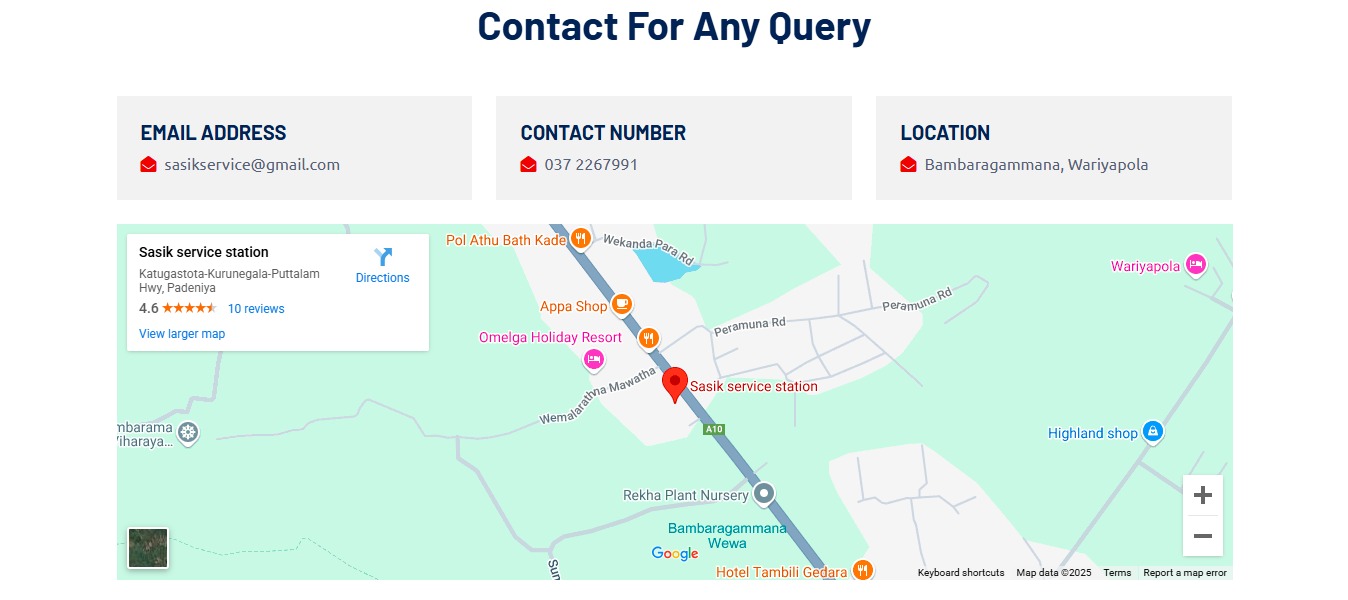 Contact For Any Query
EMAIL ADDRESS
sasikservice@gmail.com
CONTACT NUMBER
037 2267991
LOCATION
Bambaragammana, Wariyapola
Sasik service station
Katugastota-Kurunegala-Puttalam
Hwy, Padeniya
4.6
10 reviews
View larger map
Directions
Pol Athu Bath Kade
Wekanda Para Rd
Wariyapola
Appa Shop
Peramuna Rd
Peramuna Rd
Omelga Holiday Resort
Sasik service station
Wemalarathna Mawatha
A10
mbarama
Viharaya...
Highland shop
Rekha Plant Nursery
Bambaragammana
Wewa
Google
Sun
Hotel Tambili Gedara
Keyboard shortcuts
Map data ©2025
Terms
Report a map error